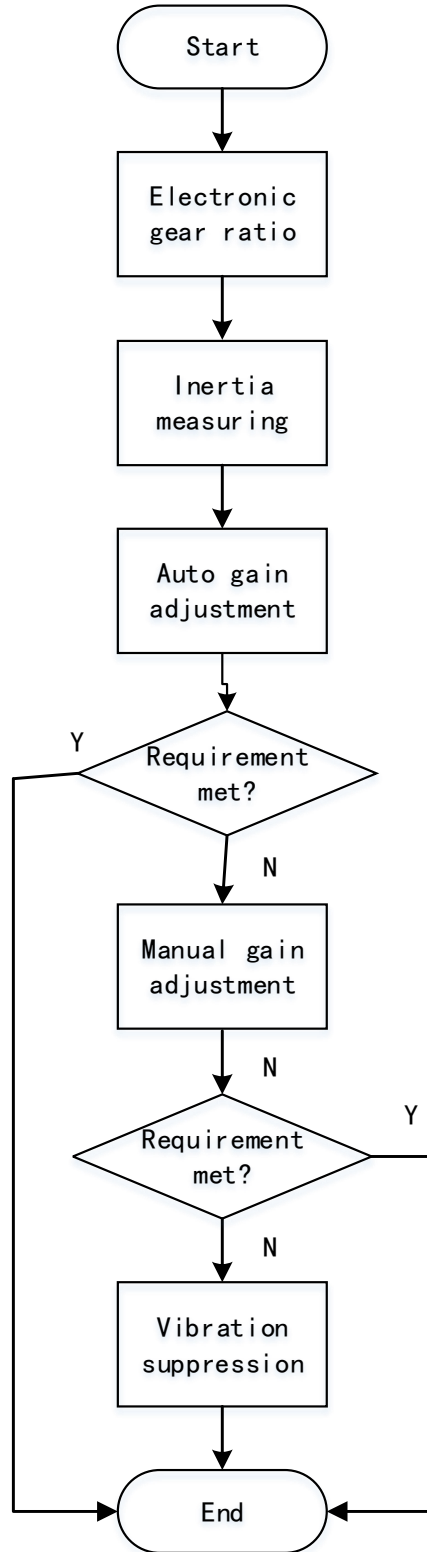 Start
Electronic
gear ratio
Inertia
measuring
Auto gain
adjustment
Y
Requirement
met?
N
Manual gain
adjustment
N
Y
Requirement
met?
N
Vibration
suppression
End